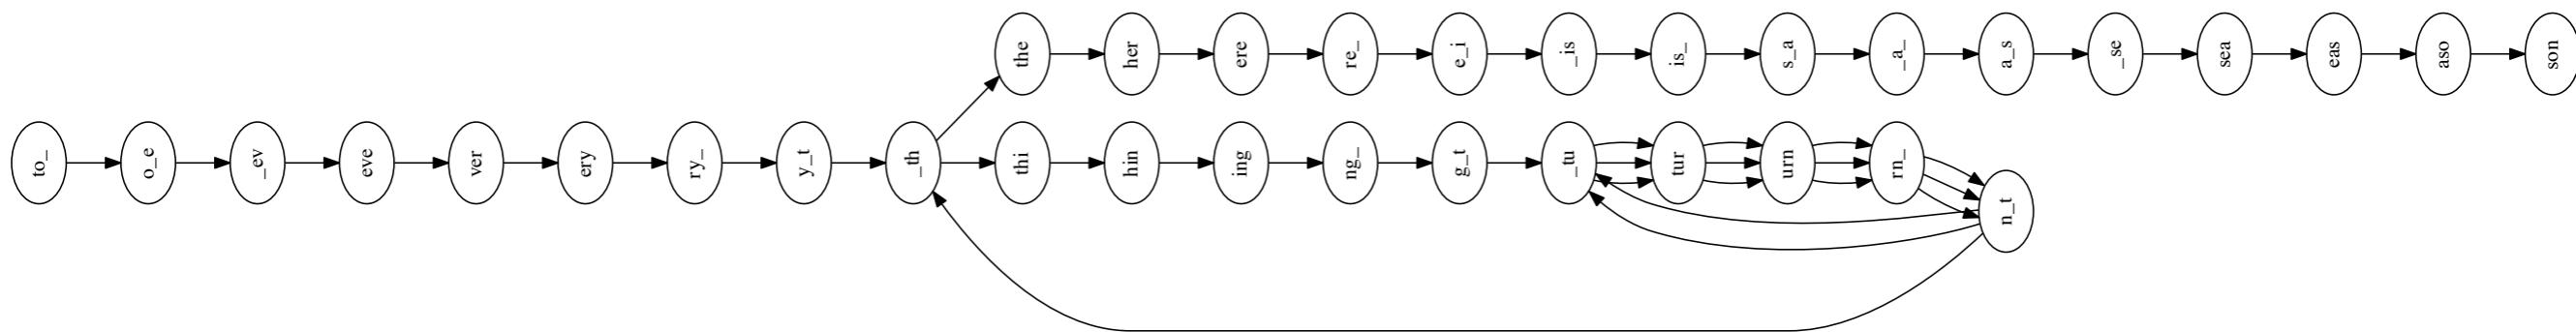 the her ere re_ e_i _is is_ s_a _a_ a_s _se sea eas aso son
to_ o_e _ev eve ver ery ry_ y_t _th thi hin ing ng_ g_t _tu tur urn rn_
n_t